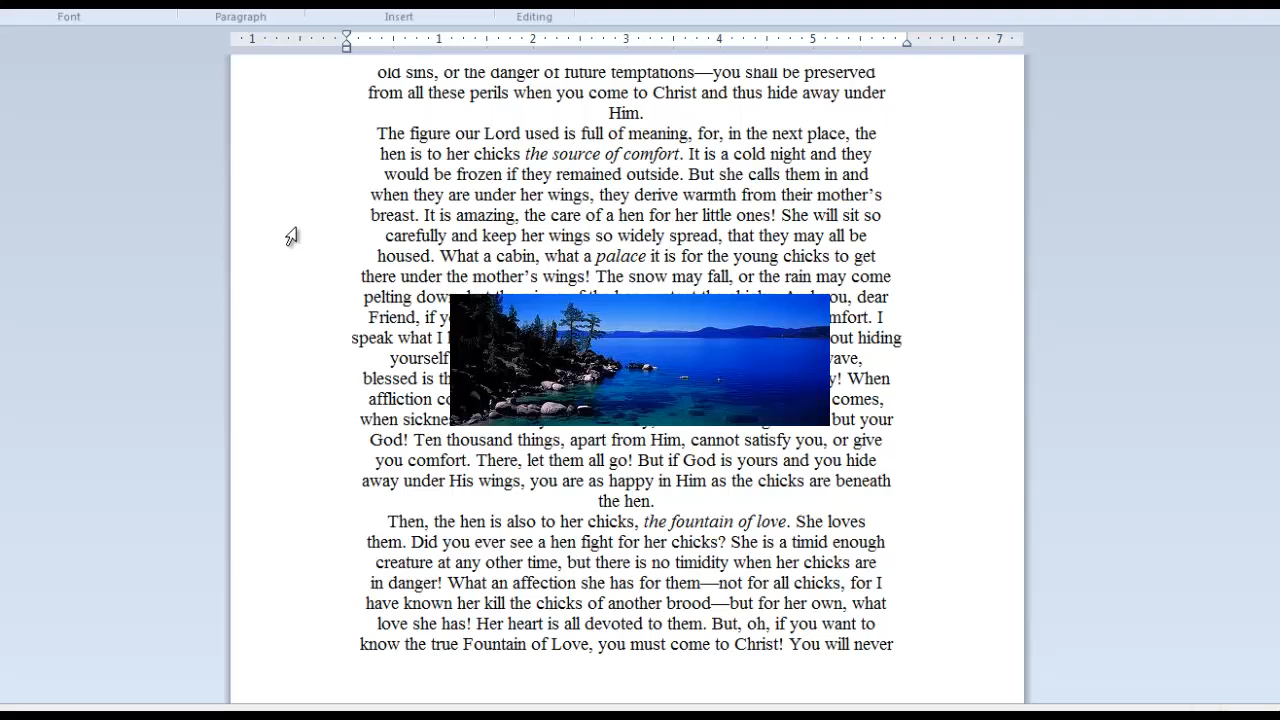 Font Paragraph Insert Editing
1 1 2 3 4 5 7
old sins, or the danger of future temptations—you shall be preserved
from all these perils when you come to Christ and thus hide away under
Him.
The figure our Lord used is full of meaning, for, in the next place, the
hen is to her chicks the source of comfort. It is a cold night and they
would be frozen if they remained outside. But she calls them in and
when they are under her wings, they derive warmth from their mother’s
breast. It is amazing, the care of a hen for her little ones! She will sit so
carefully and keep her wings so widely spread, that they may all be
housed. What a cabin, what a palace it is for the young chicks to get
there under the mother’s wings! The snow may fall, or the rain may come
pelting down, dear
Friend, if I
speak what I hiding
yourself
blessed is When
affliction comes,
when but your
God! Ten thousand things, apart from Him, cannot satisfy you, or give
you comfort. There, let them all go! But if God is yours and you hide
away under His wings, you are as happy in Him as the chicks are beneath
the hen.
Then, the hen is also to her chicks, the fountain of love. She loves
them. Did you ever see a hen fight for her chicks? She is a timid enough
creature at any other time, but there is no timidity when her chicks are
in danger! What an affection she has for them—not for all chicks, for I
have known her kill the chicks of another brood—but for her own, what
love she has! Her heart is all devoted to them. But, oh, if you want to
know the true Fountain of Love, you must come to Christ! You will never